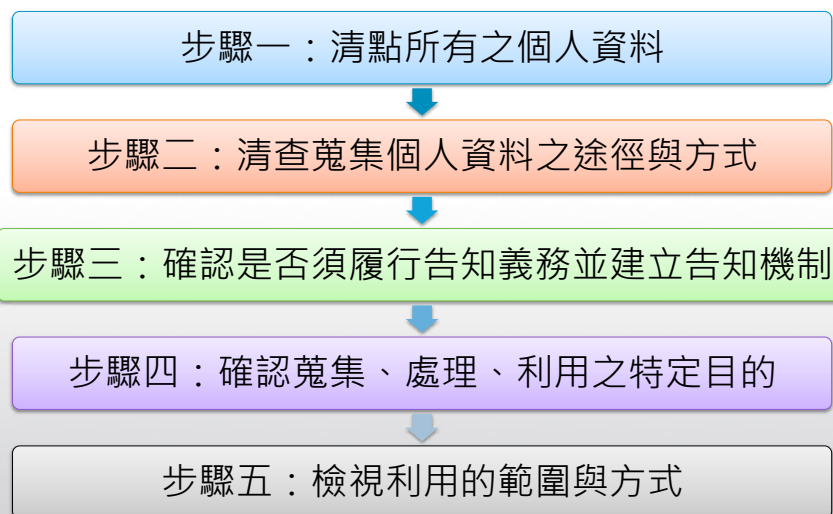 步驟一：清點所有之個人資料
步驟二：清查蒐集個人資料之途徑與方式
步驟三：確認是否須履行告知義務並建立告知機制
步驟四：確認蒐集、處理、利用之特定目的
步驟五：檢視利用的範圍與方式